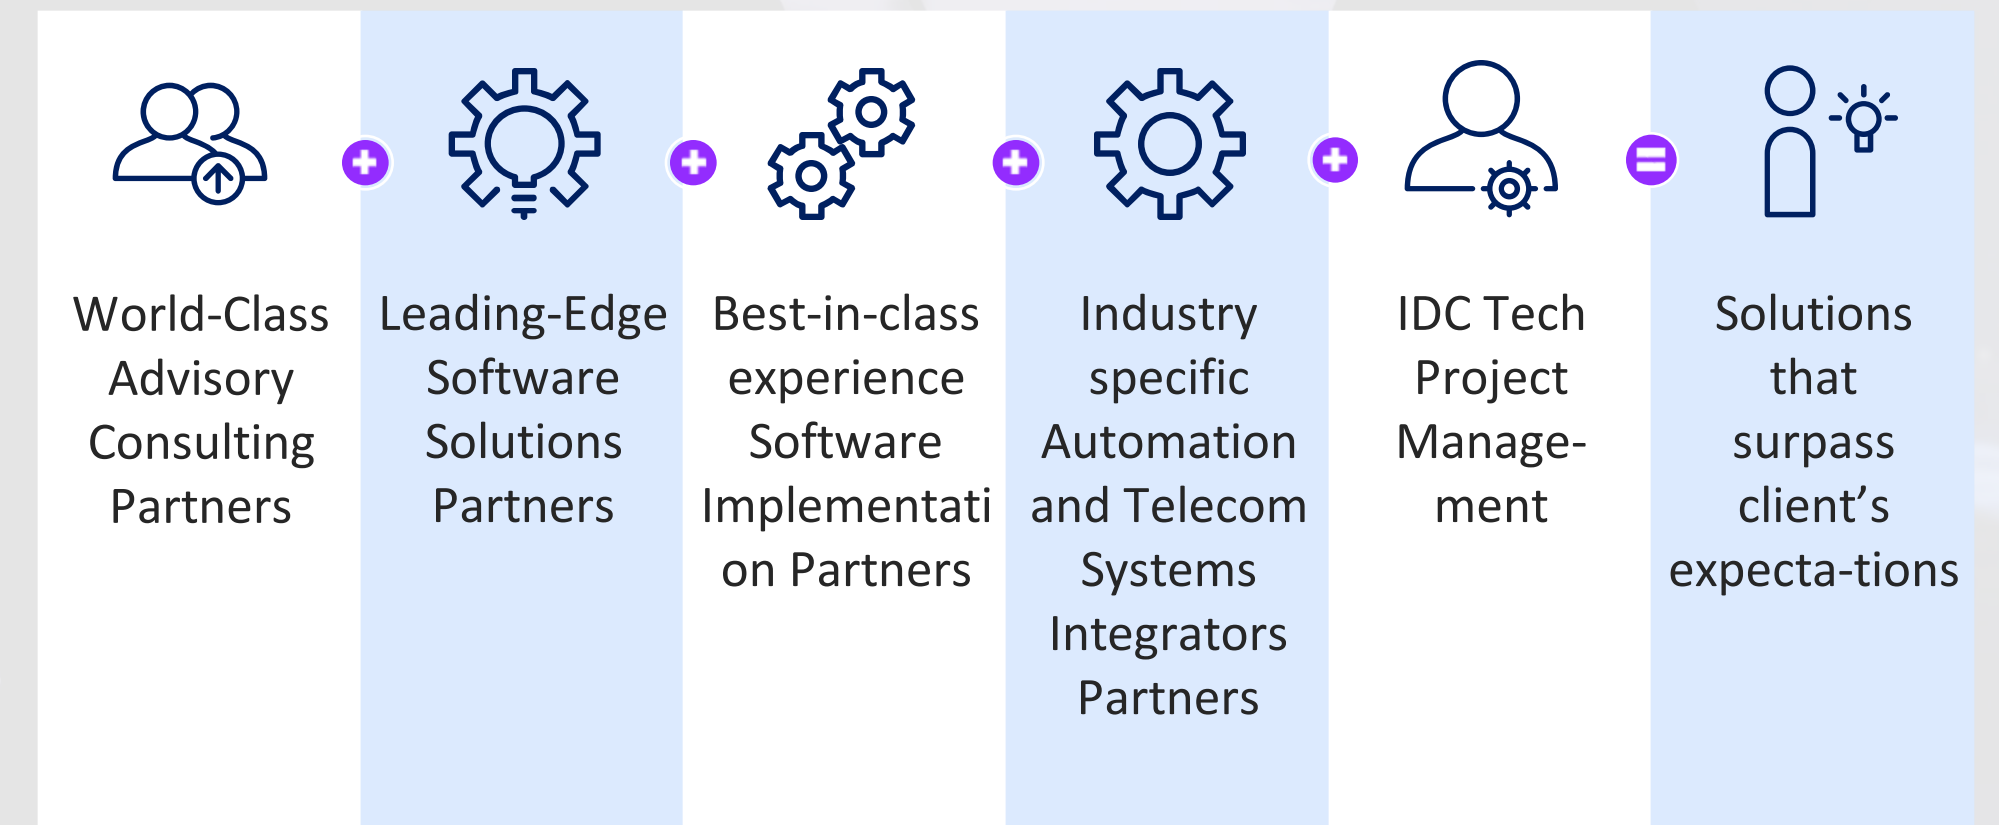 World-Class
Advisory
Consulting
Partners
Leading-Edge
Software
Solutions
Partners
Best-in-class
experience
Software
Implementati
on Partners
Industry
specific
Automation
and Telecom
Systems
Integrators
Partners
IDC Tech
Project
Manage-
ment
Solutions
that
surpass
client’s
expecta-tions